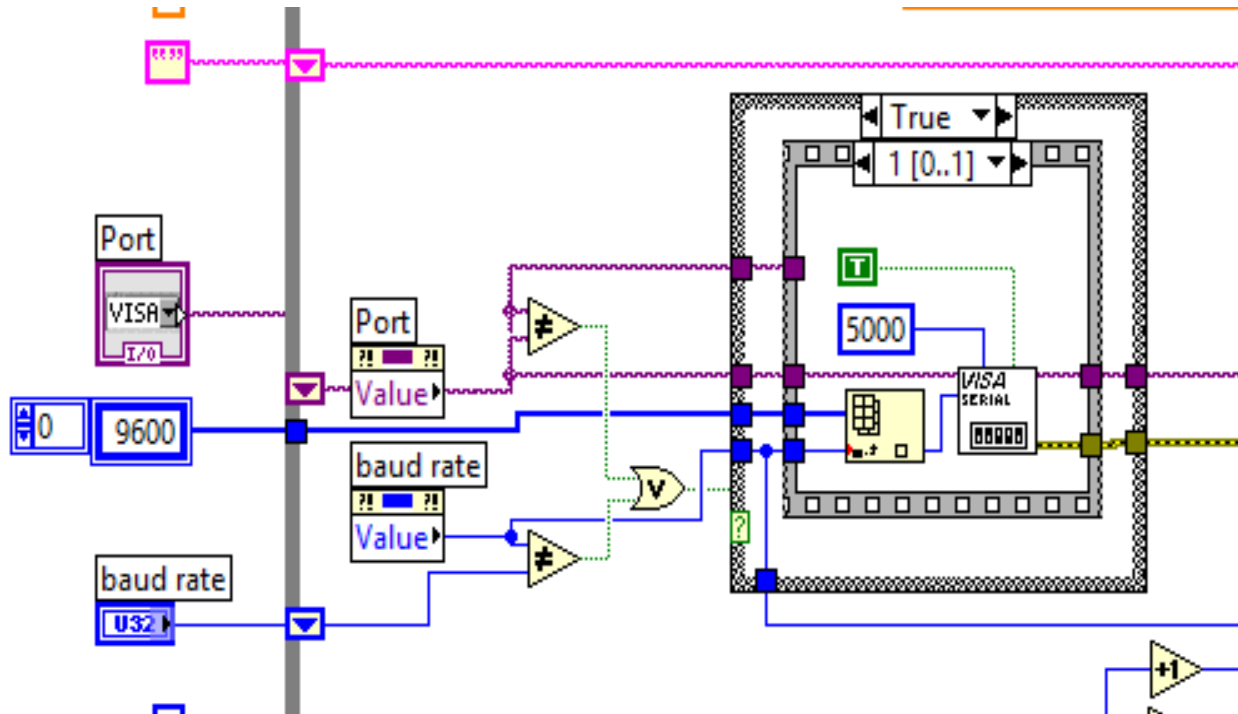 True
1 [0..1]
Port
VISA
I/O
Port
Value
T
5000
VISA
SERIAL
0
9600
baud rate
Value
V
?
baud rate
U32
+1